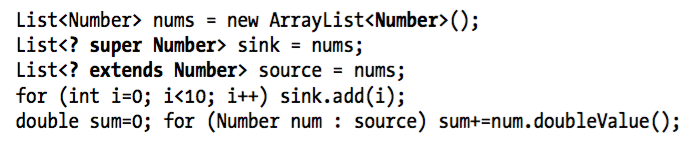 List<Number> nums = new ArrayList<Number>();
List<? super Number> sink = nums;
List<? extends Number> source = nums;
for (int i=0; i<10; i++) sink.add(i);
double sum=0; for (Number num : source) sum+=num.doubleValue();